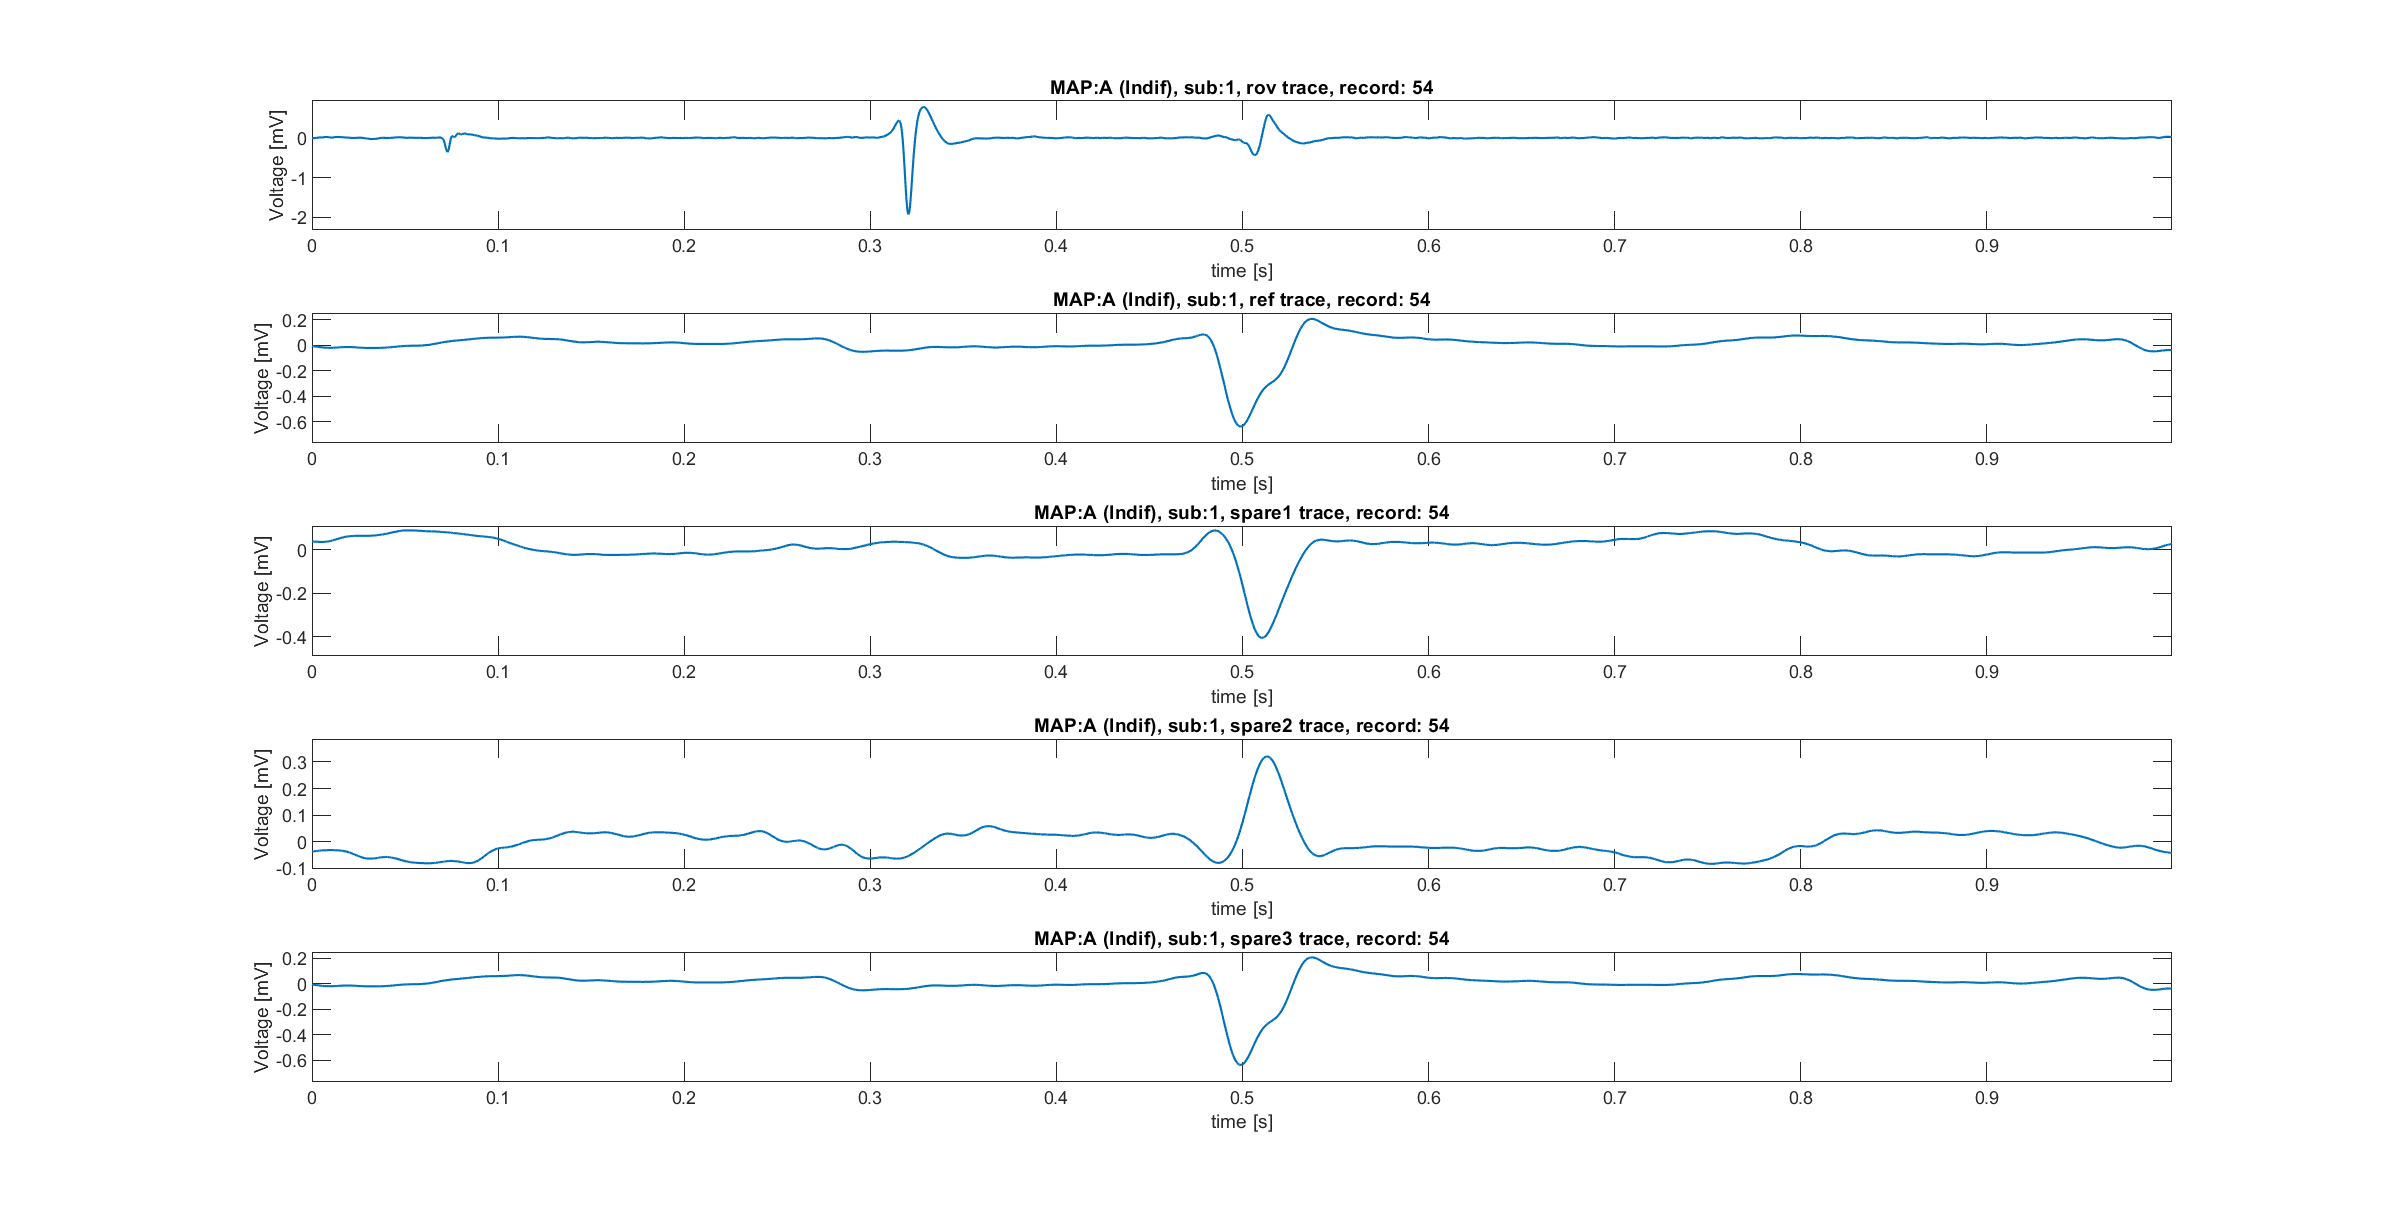 MAP:A (Indif), sub:1, rov trace, record: 54
Voltage [mV]
0
-1
-2
0 0.1 0.2 0.3 0.4 0.5 0.6 0.7 0.8 0.9
time [s]
MAP:A (Indif), sub:1, ref trace, record: 54
Voltage [mV]
0.2
0
-0.2
-0.4
-0.6
0 0.1 0.2 0.3 0.4 0.5 0.6 0.7 0.8 0.9
time [s]
MAP:A (Indif), sub:1, spare1 trace, record: 54
Voltage [mV]
0
-0.2
-0.4
0 0.1 0.2 0.3 0.4 0.5 0.6 0.7 0.8 0.9
time [s]
MAP:A (Indif), sub:1, spare2 trace, record: 54
Voltage [mV]
0.3
0.2
0.1
0
-0.1
0 0.1 0.2 0.3 0.4 0.5 0.6 0.7 0.8 0.9
time [s]
MAP:A (Indif), sub:1, spare3 trace, record: 54
Voltage [mV]
0.2
0
-0.2
-0.4
-0.6
0 0.1 0.2 0.3 0.4 0.5 0.6 0.7 0.8 0.9
time [s]